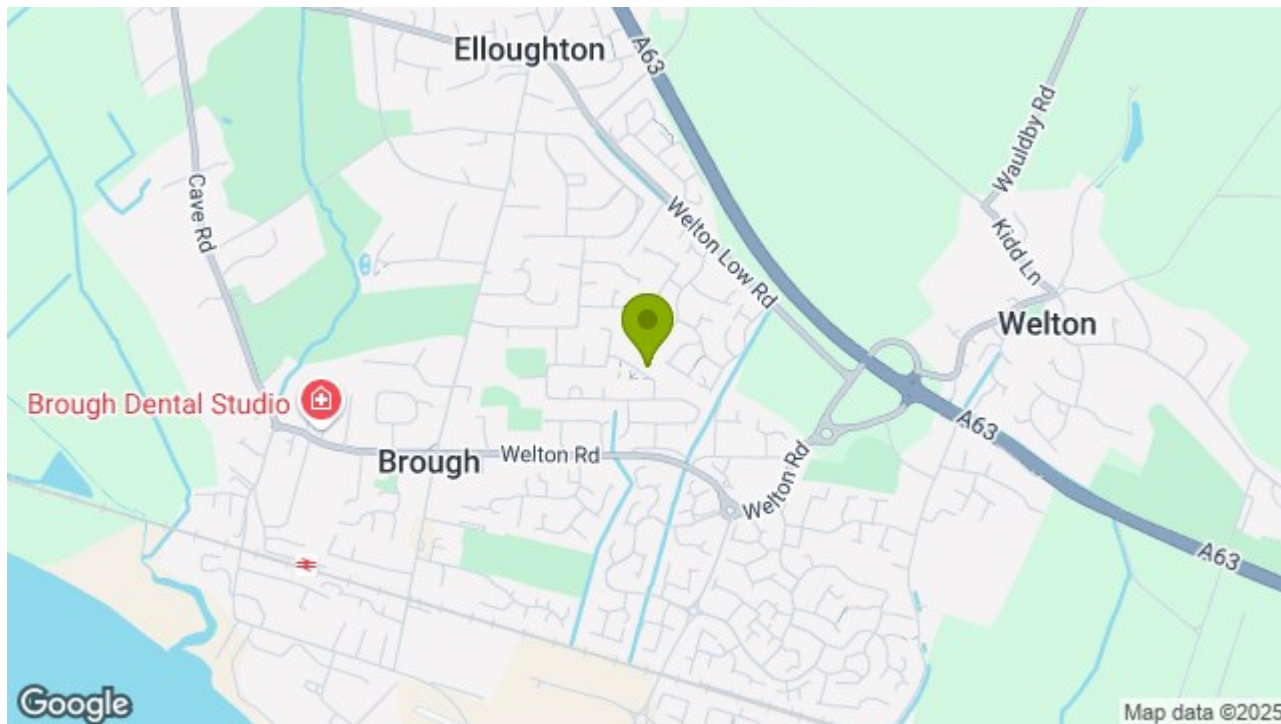 Elloughton
A63
Wauldby Rd
Cave Rd
Welton Low Rd
Kidd Ln
Welton
Brough Dental Studio
A63
Brough
Welton Rd
Welton Rd
A63
Google
Map data ©2025